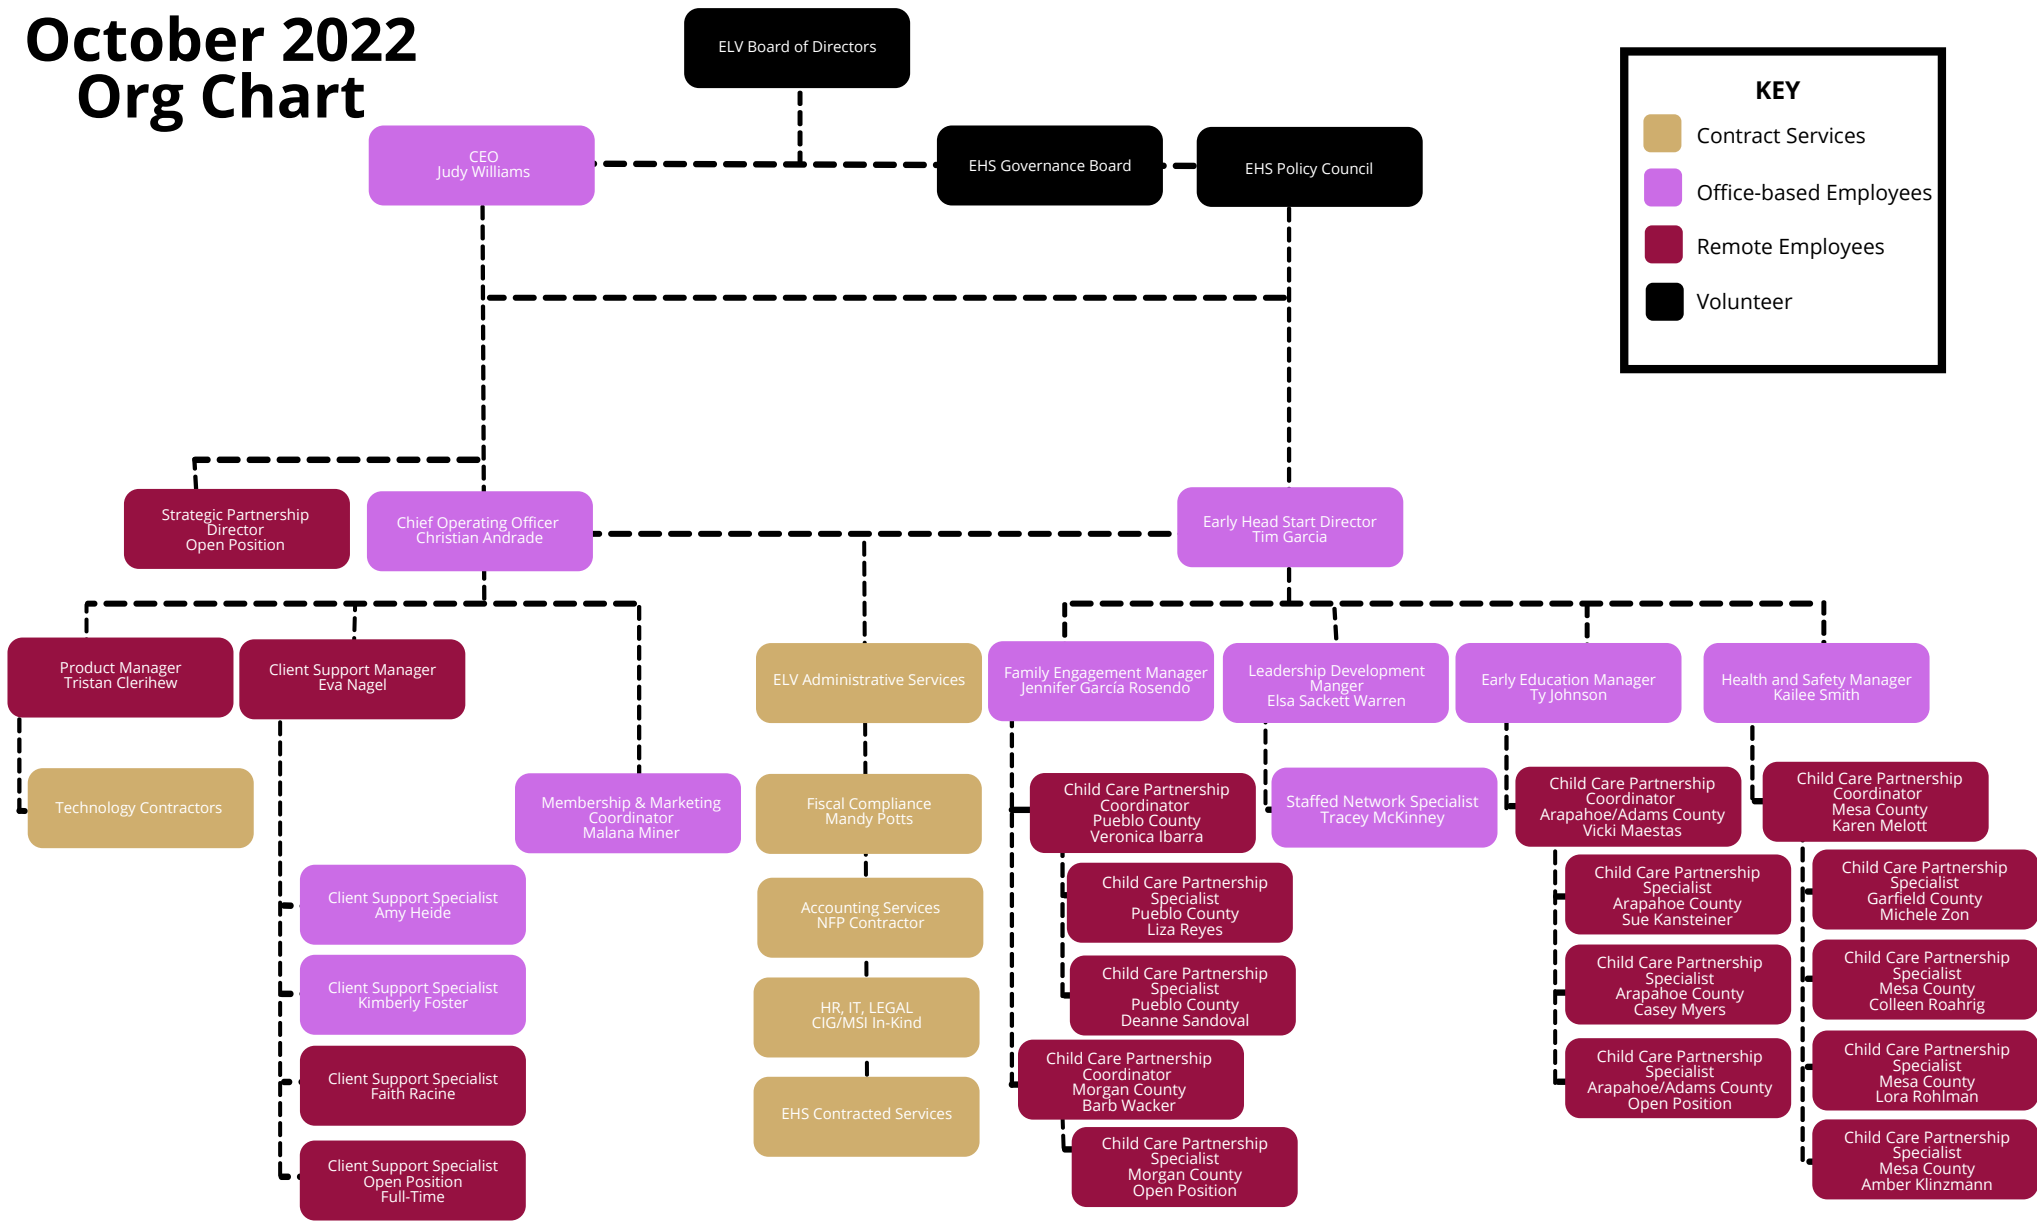 October 2022
Org Chart
ELV Board of Directors
CEO
Judy Williams
EHS Governance Board
EHS Policy Council
KEY
Contract Services
Office-based Employees
Remote Employees
Volunteer
Strategic Partnership
Director
Open Position
Chief Operating Officer
Christian Andrade
Early Head Start Director
Tim Garcia
Product Manager
Tristan Clerihew
Client Support Manager
Eva Nagel
ELV Administrative Services
Family Engagement Manager
Jennifer García Rosendo
Leadership Development
Manger
Elsa Sackett Warren
Early Education Manager
Ty Johnson
Health and Safety Manager
Kailee Smith
Technology Contractors
Membership & Marketing
Coordinator
Malana Miner
Fiscal Compliance
Mandy Potts
Child Care Partnership
Coordinator
Pueblo County
Veronica Ibarra
Staffed Network Specialist
Tracey McKinney
Child Care Partnership
Coordinator
Arapahoe/Adams County
Vicki Maestas
Child Care Partnership
Coordinator
Mesa County
Karen Melott
Client Support Specialist
Amy Heide
Accounting Services
NFP Contractor
Child Care Partnership
Specialist
Pueblo County
Liza Reyes
Child Care Partnership
Specialist
Arapahoe County
Sue Kansteiner
Child Care Partnership
Specialist
Garfield County
Michele Zon
Client Support Specialist
Kimberly Foster
HR, IT, LEGAL
CIG/MSI In-Kind
Child Care Partnership
Specialist
Pueblo County
Deanne Sandoval
Child Care Partnership
Specialist
Arapahoe County
Casey Myers
Child Care Partnership
Specialist
Mesa County
Colleen Roahrig
Client Support Specialist
Faith Racine
EHS Contracted Services
Child Care Partnership
Coordinator
Morgan County
Barb Wacker
Child Care Partnership
Specialist
Arapahoe/Adams County
Open Position
Child Care Partnership
Specialist
Mesa County
Lora Rohlman
Client Support Specialist
Open Position
Full-Time
Child Care Partnership
Specialist
Morgan County
Open Position
Child Care Partnership
Specialist
Mesa County
Amber Klinzmann